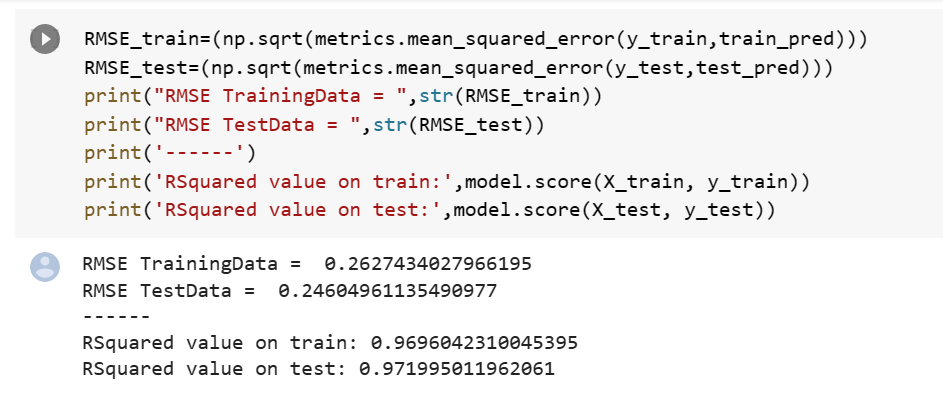 RMSE_train=(np.sqrt(metrics.mean_squared_error(y_train,train_pred)))
RMSE_test=(np.sqrt(metrics.mean_squared_error(y_test,test_pred)))
print("RMSE TrainingData = ",str(RMSE_train))
print("RMSE TestData = ",str(RMSE_test))
print('------')
print('RSquared value on train:',model.score(X_train, y_train))
print('RSquared value on test:',model.score(X_test, y_test))
RMSE TrainingData =  0.2627434027966195
RMSE TestData =  0.24604961135490977
------
RSquared value on train: 0.9696042310045395
RSquared value on test: 0.971995011962061